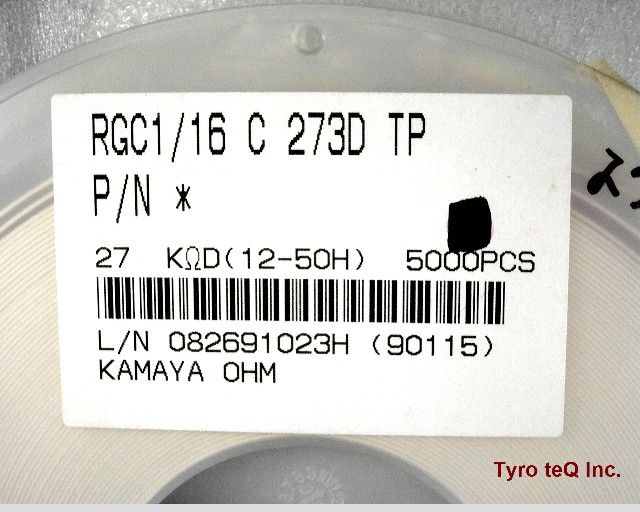 RGC1/16 C 273D TP
P/N *
27 KΩD(12-50H) 5000PCS
L/N 082691023H (90115)
KAMAYA OHM
Tyro teQ Inc.